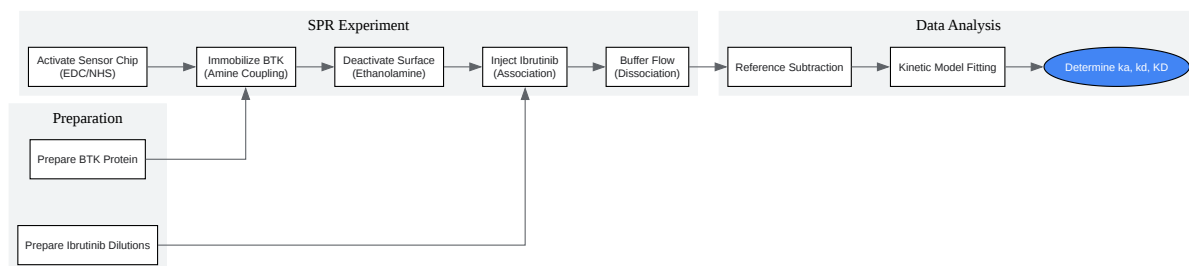 SPR Experiment
Data Analysis
Activate Sensor Chip
(EDC/NHS)
Immobilize BTK
(Amine Coupling)
Deactivate Surface
(Ethanolamine)
Inject Ibrutinib
(Association)
Buffer Flow
(Dissociation)
Reference Subtraction
Kinetic Model Fitting
Determine ka, kd, KD
Preparation
Prepare BTK Protein
Prepare Ibrutinib Dilutions